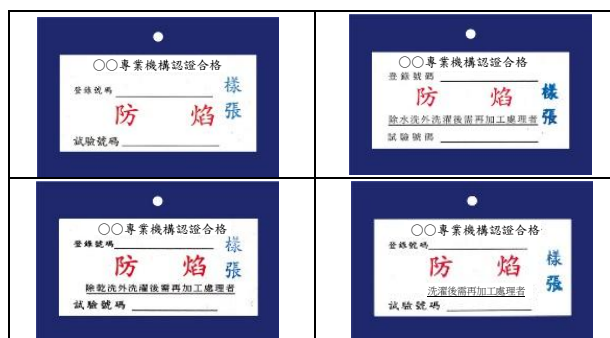 ○○專業機構認證合格
登錄號碼
樣張
防 焰
試驗號碼
○○專業機構認證合格
登錄號碼
樣張
防 焰
除水洗外洗濯後需再加工處理者
試驗號碼
○○專業機構認證合格
登錄號碼
樣張
防 焰
除乾洗外洗濯後需再加工處理者
試驗號碼
○○專業機構認證合格
登錄號碼
樣張
防 焰
洗濯後需再加工處理者
試驗號碼